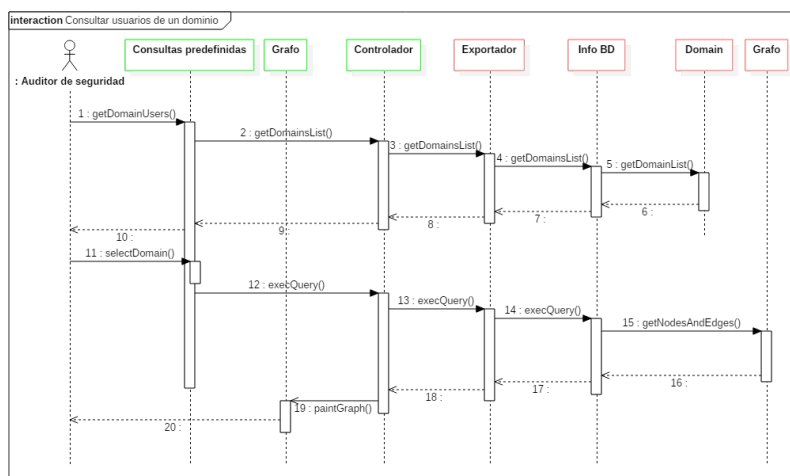 interaction Consultar usuarios de un dominio
: Auditor de seguridad
Consultas predefinidas
Grafo
Controlador
Exportador
Info BD
Domain
Grafo
1 : getDomainUsers()
2 : getDomainsList()
3 : getDomainsList()
4 : getDomainsList()
5 : getDomainList()
6 :
7 :
8 :
9 :
10 :
11 : selectDomain()
12 : execQuery()
13 : execQuery()
14 : execQuery()
15 : getNodesAndEdges()
16 :
17 :
18 :
19 : paintGraph()
20 :